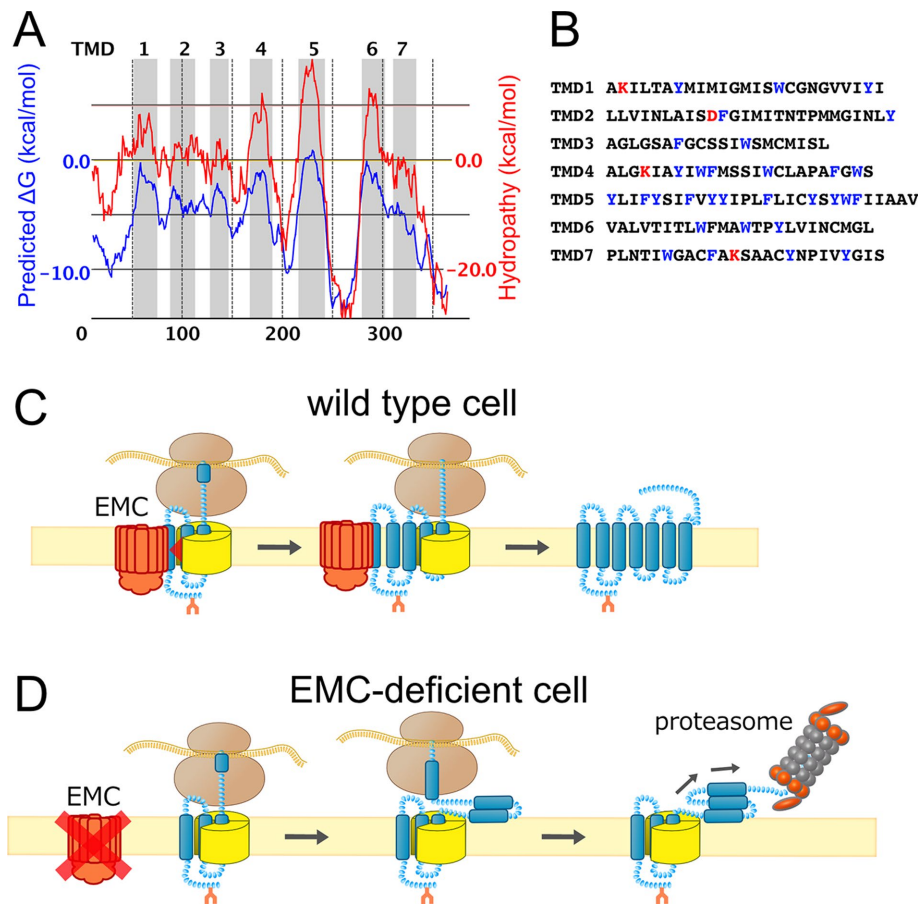 A
TMD 1 2 3 4 5 6 7
Predicted ΔG (kcal/mol)
0.0
-10.0
0.0
-20.0
Hydropathy (kcal/mol)
0 100 200 300
B
TMD1 AKILTAYMIMIGMISWCGNGVVIYI
TMD2 LLVINLAISDFGIMITNTPMMGINLY
TMD3 AGLGSAFGCSSIWSMCMISL
TMD4 ALGKIAYIWFMSSIWCLAPAFGWS
TMD5 YLIFYSIFVYYIPLFLICYSYWFIIAAV
TMD6 VALVTITLWFMAWTPYLVINCMGL
TMD7 PLNTIWGACFAKSAACYNPIVYGIS
C
wild type cell
EMC
D
EMC-deficient cell
EMC
proteasome